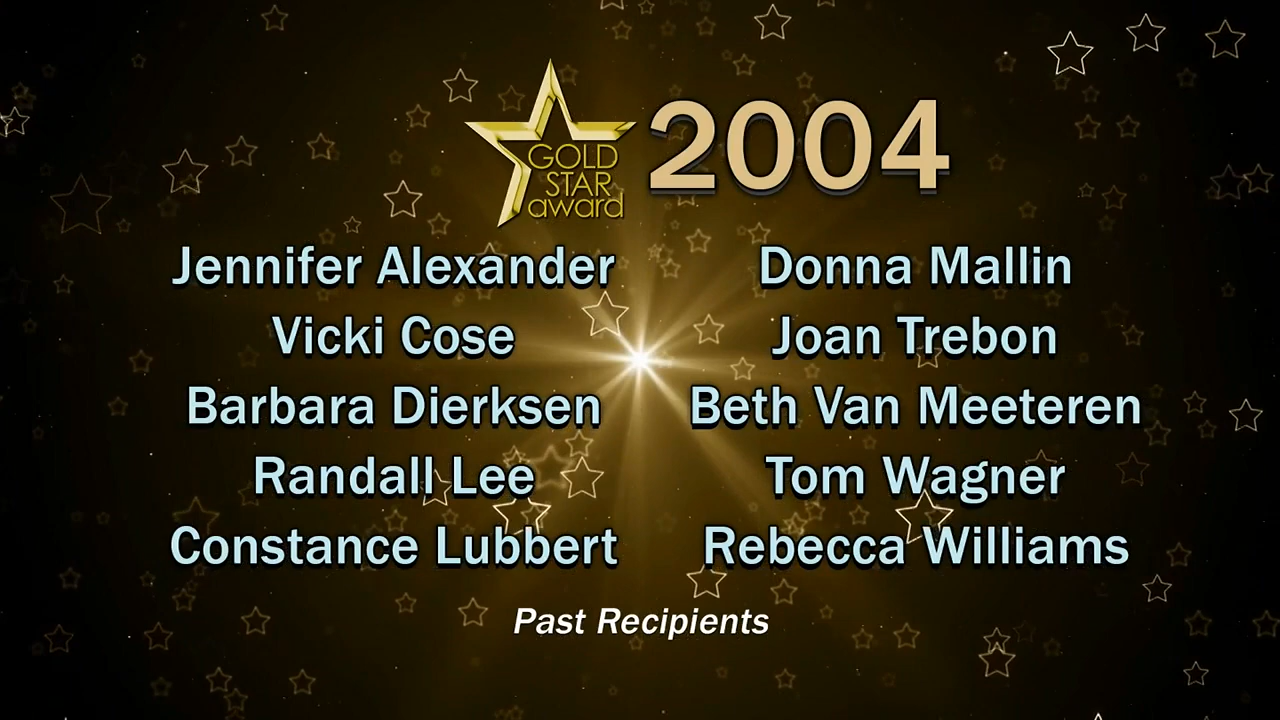 GOLD
STAR
award
2004
Jennifer Alexander
Vicki Cose
Barbara Dierksen
Randall Lee
Constance Lubbert
Donna Mallin
Joan Trebon
Beth Van Meeteren
Tom Wagner
Rebecca Williams
Past Recipients